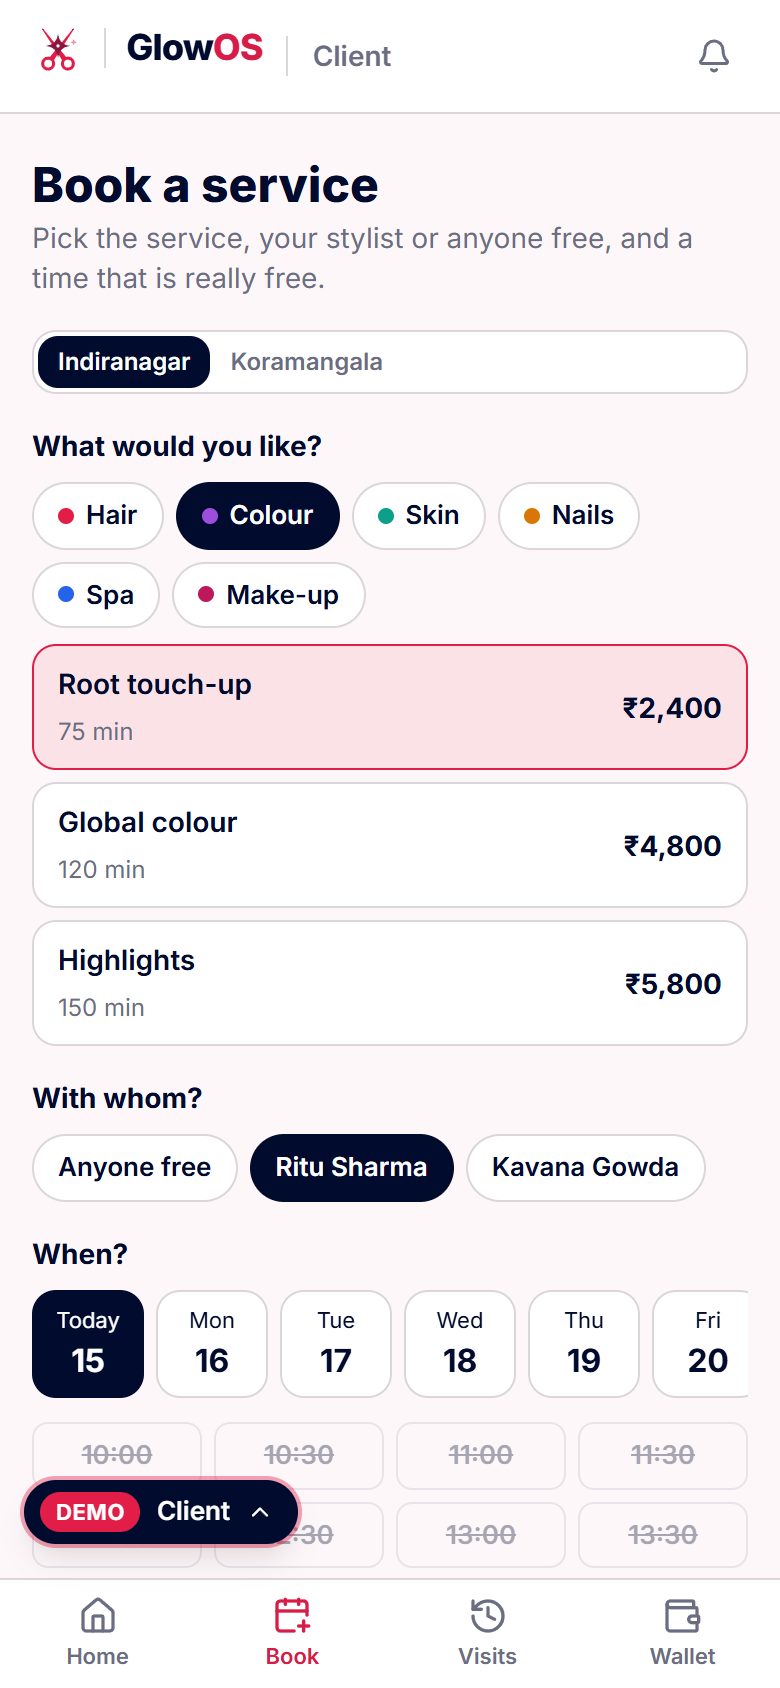 GlowOS
Client
Book a service
Pick the service, your stylist or anyone free, and a
time that is really free.
Indiranagar Koramangala
What would you like?
Hair Colour Skin Nails
Spa Make-up
Root touch-up
75 min
₹2,400
Global colour
120 min
₹4,800
Highlights
150 min
₹5,800
With whom?
Anyone free Ritu Sharma Kavana Gowda
When?
Today Mon Tue Wed Thu Fri
15 16 17 18 19 20
10:00 10:30 11:00 11:30
:30 13:00 13:30
DEMO Client
Home Book Visits Wallet